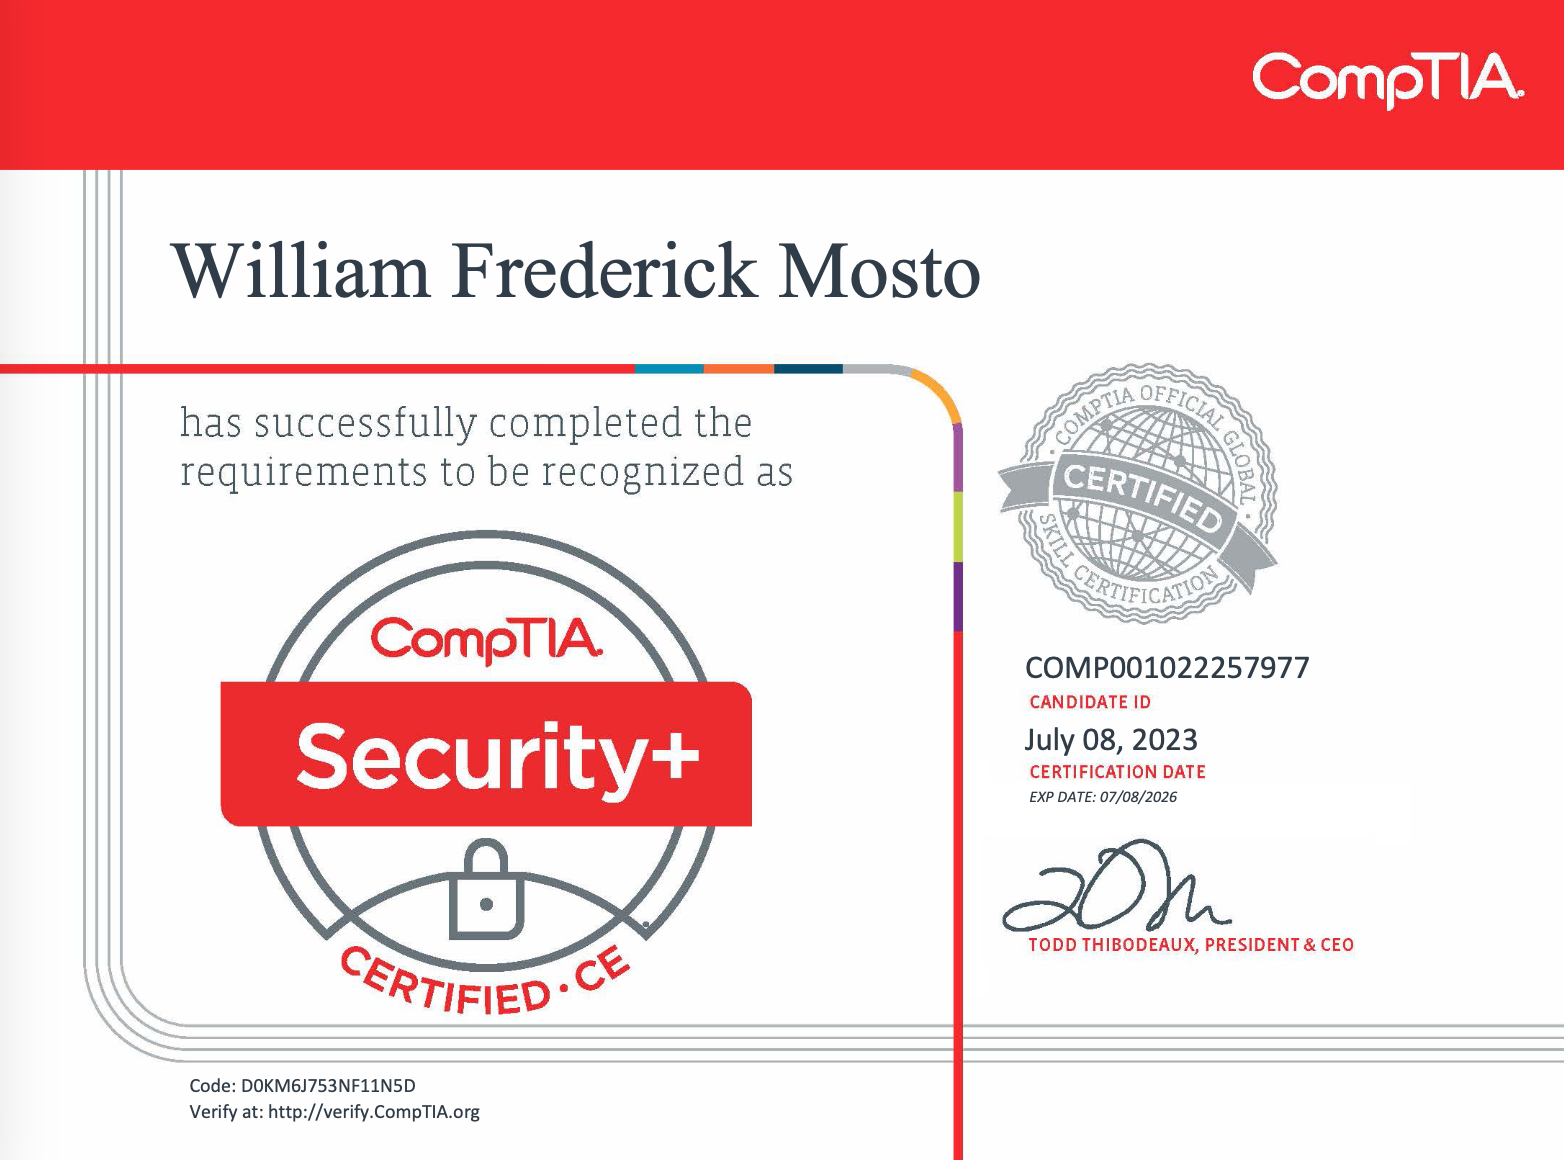 CompTIA.
William Frederick Mosto
has successfully completed the
requirements to be recognized as
CompTIA.
Security+
CERTIFIED · CE
· COMPTIA OFFICIAL GLOBAL ·
CERTIFIED
SKILL CERTIFICATION
COMP001022257977
CANDIDATE ID
July 08, 2023
CERTIFICATION DATE
EXP DATE: 07/08/2026
TODD THIBODEAUX, PRESIDENT & CEO
Code: D0KM6J753NF11N5D
Verify at: http://verify.CompTIA.org